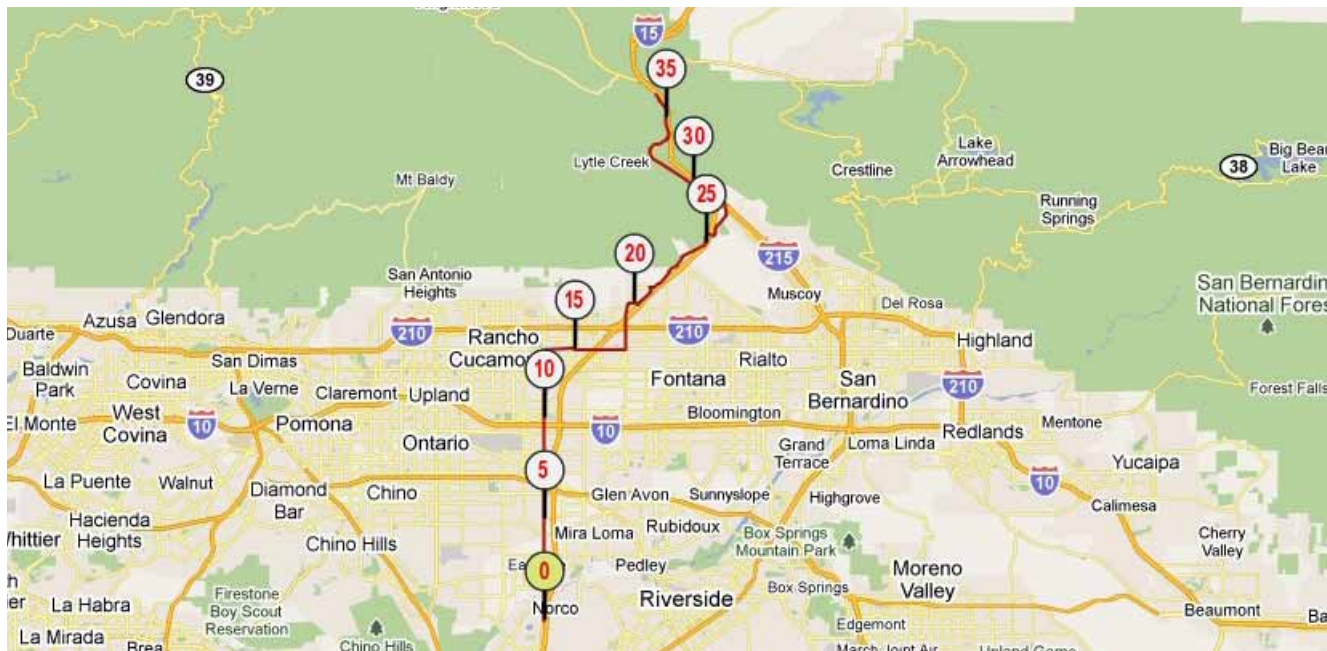 15
39
35
30
Lytle Creek
Mt Baldy
Lake
Arrowhead
Crestline
38
Big Bear
Lake
Running
Springs
25
20
215
San Antonio
Heights
Muscoy
Del Rosa
San Bernardino
National Forest
15
Duarte
Azusa
Glendora
210
Rancho
Cucamon
210
Highland
San Dimas
Baldwin
Park
Covina
La Verne
Claremont
Upland
10
Fontana
Rialto
San
Bernardino
210
Forest Falls
West
Covina
El Monte
10
Pomona
Ontario
10
Bloomington
Grand
Terrace
Loma Linda
Redlands
Mentone
Yucaipa
La Puente
Walnut
Diamond
Bar
Chino
5
Glen Avon
Sunnyslope
Highgrove
10
Calimesa
Hacienda
Heights
Whittier
Chino Hills
Mira Loma
Rubidoux
Box Springs
Mountain Park
Cherry
Valley
0
Pedley
Moreno
Valley
Firestone
Boy Scout
Reservation
La Habra
Norco
Riverside
Box Springs
Beaumont
La Mirada
Brea
Chino Hills
Edgemont
March Joint Air